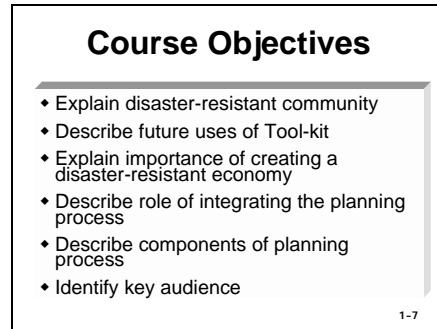 Course Objectives
◆ Explain disaster-resistant community
◆ Describe future uses of Tool-kit
◆ Explain importance of creating a
disaster-resistant economy
◆ Describe role of integrating the planning
process
◆ Describe components of planning
process
◆ Identify key audience
1-7